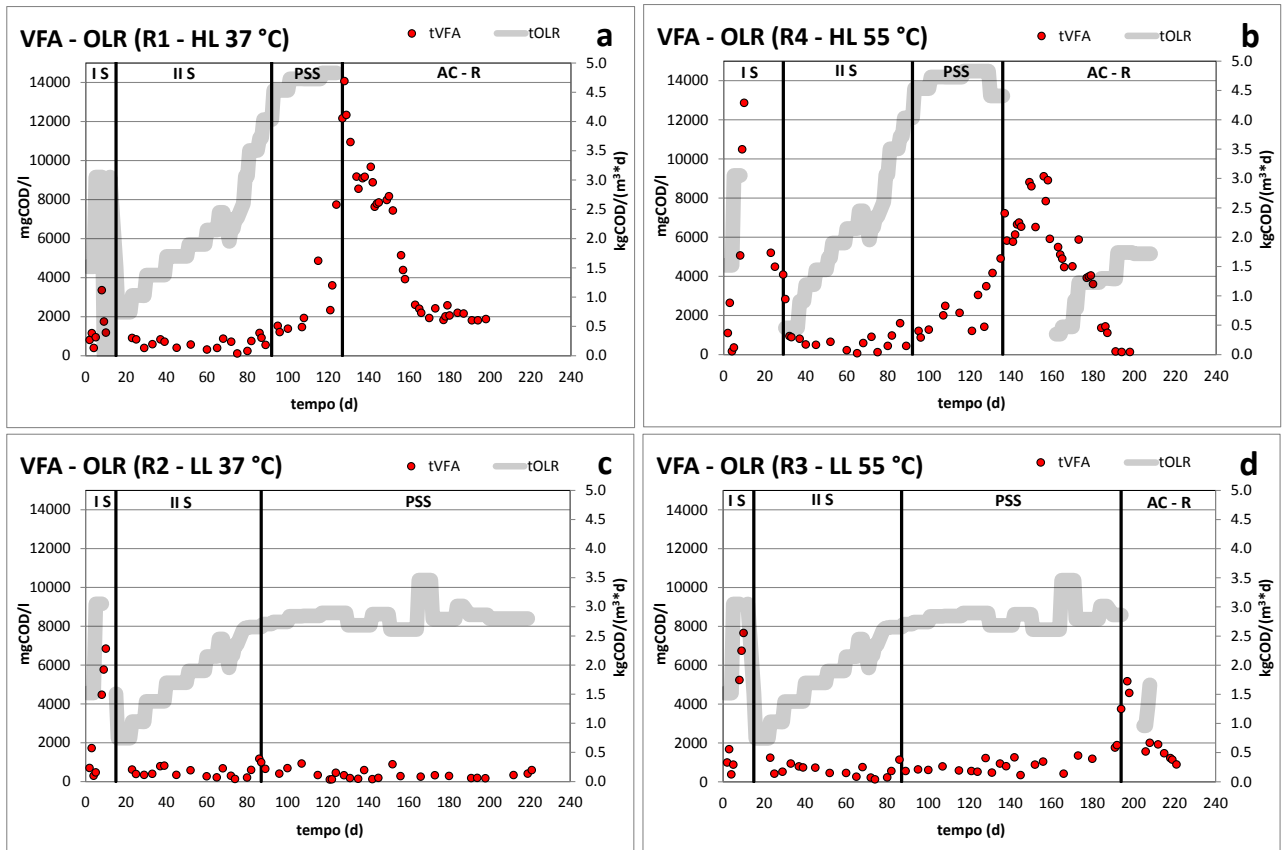 VFA - OLR (R1 - HL 37 °C)
tVFA
tOLR
a
I S
II S
PSS
AC - R
14000
12000
10000
8000
6000
4000
2000
0
mgCOD/l
5.0
4.5
4.0
3.5
3.0
2.5
2.0
1.5
1.0
0.5
0.0
kgCOD/(m³*d)
0 20 40 60 80 100 120 140 160 180 200 220 240
tempo (d)
VFA - OLR (R4 - HL 55 °C)
tVFA
tOLR
b
I S
II S
PSS
AC - R
14000
12000
10000
8000
6000
4000
2000
0
mgCOD/l
5.0
4.5
4.0
3.5
3.0
2.5
2.0
1.5
1.0
0.5
0.0
kgCOD/(m³*d)
0 20 40 60 80 100 120 140 160 180 200 220 240
tempo (d)
VFA - OLR (R2 - LL 37 °C)
tVFA
tOLR
c
I S
II S
PSS
14000
12000
10000
8000
6000
4000
2000
0
mgCOD/l
5.0
4.5
4.0
3.5
3.0
2.5
2.0
1.5
1.0
0.5
0.0
kgCOD/(m³*d)
0 20 40 60 80 100 120 140 160 180 200 220 240
tempo (d)
VFA - OLR (R3 - LL 55 °C)
tVFA
tOLR
d
I S
II S
PSS
AC - R
14000
12000
10000
8000
6000
4000
2000
0
mgCOD/l
5.0
4.5
4.0
3.5
3.0
2.5
2.0
1.5
1.0
0.5
0.0
kgCOD/(m³*d)
0 20 40 60 80 100 120 140 160 180 200 220 240
tempo (d)